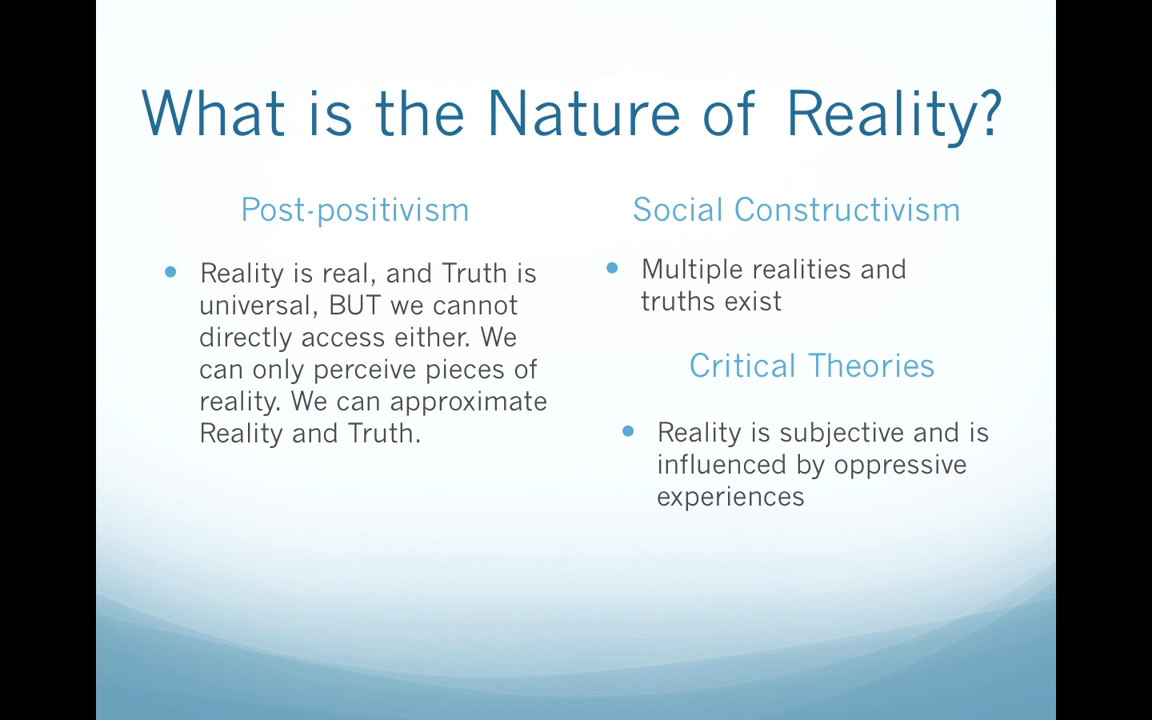 What is the Nature of Reality?
Post-positivism
• Reality is real, and Truth is
universal, BUT we cannot
directly access either. We
can only perceive pieces of
reality. We can approximate
Reality and Truth.
Social Constructivism
• Multiple realities and
truths exist
Critical Theories
• Reality is subjective and is
influenced by oppressive
experiences